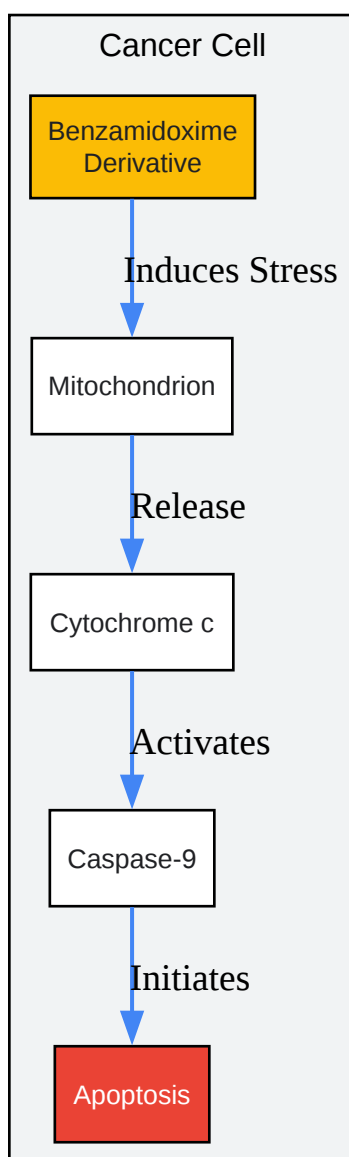 Cancer Cell
Benzamidoxime
Derivative
Induces Stress
Mitochondrion
Release
Cytochrome c
Activates
Caspase-9
Initiates
Apoptosis